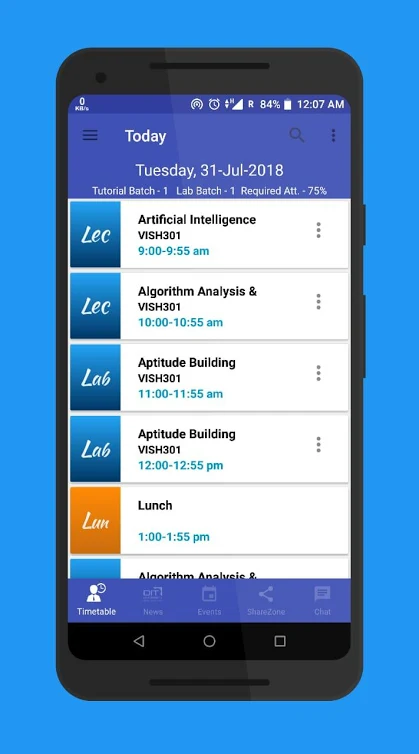 0
KB/s
H
R 84% 12:07 AM
Today
Tuesday, 31-Jul-2018
Tutorial Batch - 1 Lab Batch - 1 Required Att. - 75%
Lec
Artificial Intelligence
VISH301
9:00-9:55 am
Lec
Algorithm Analysis &
VISH301
10:00-10:55 am
Lab
Aptitude Building
VISH301
11:00-11:55 am
Lab
Aptitude Building
VISH301
12:00-12:55 pm
Lun
Lunch
1:00-1:55 pm
Algorithm Analysis &
Timetable
News
Events
ShareZone
Chat